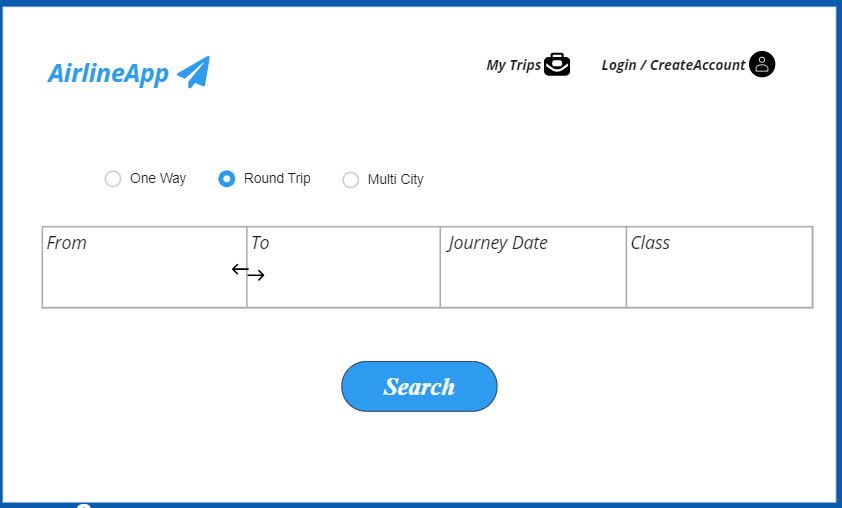 AirlineApp
My Trips
Login / CreateAccount
One Way
Round Trip
Multi City
From
To
Journey Date
Class
Search